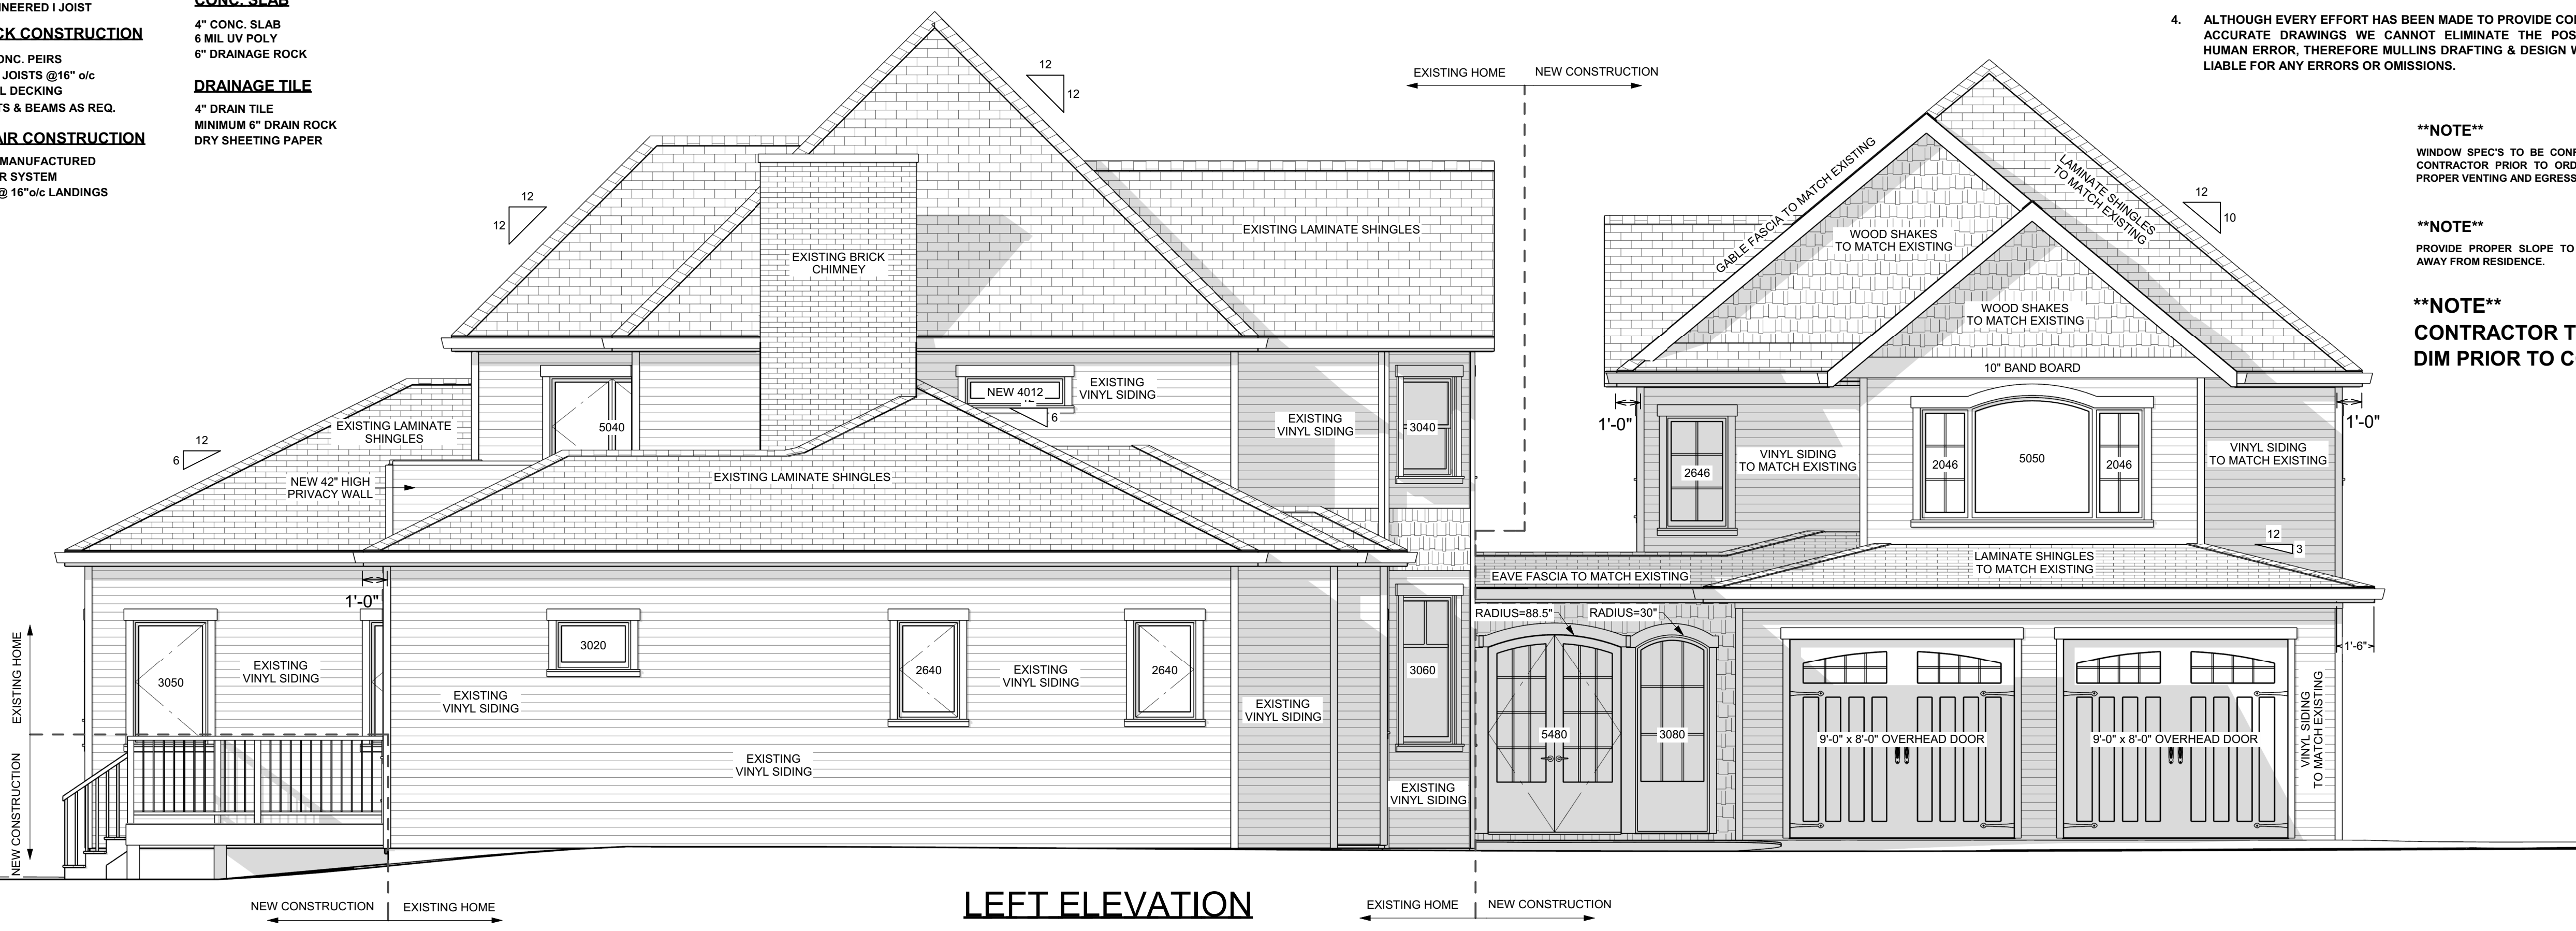 INEERED I JOIST
CK CONSTRUCTION
ONC. PEIRS
JOISTS @16" o/c
L DECKING
TS & BEAMS AS REQ.
AIR CONSTRUCTION
MANUFACTURED
R SYSTEM
@ 16"o/c LANDINGS
CONC. SLAB
4" CONC. SLAB
6 MIL UV POLY
6" DRAINAGE ROCK
DRAINAGE TILE
4" DRAIN TILE
MINIMUM 6" DRAIN ROCK
DRY SHEETING PAPER
4. ALTHOUGH EVERY EFFORT HAS BEEN MADE TO PROVIDE CO
ACCURATE DRAWINGS WE CANNOT ELIMINATE THE POS
HUMAN ERROR, THEREFORE MULLINS DRAFTING & DESIGN W
LIABLE FOR ANY ERRORS OR OMISSIONS.
**NOTE**
WINDOW SPEC'S TO BE CONF
CONTRACTOR PRIOR TO ORD
PROPER VENTING AND EGRESS
**NOTE**
PROVIDE PROPER SLOPE TO
AWAY FROM RESIDENCE.
**NOTE**
CONTRACTOR T
DIM PRIOR TO C
12
12
EXISTING HOME
NEW CONSTRUCTION
12
12
EXISTING BRICK
CHIMNEY
EXISTING LAMINATE SHINGLES
GABLE FASCIA TO MATCH EXISTING
LAMINATE SHINGLES
TO MATCH EXISTING
12
10
WOOD SHAKES
TO MATCH EXISTING
WOOD SHAKES
TO MATCH EXISTING
10" BAND BOARD
5040
NEW 4012
12
6
EXISTING
VINYL SIDING
EXISTING
VINYL SIDING
3040
1'-0"
1'-0"
2646
VINYL SIDING
TO MATCH EXISTING
2046
5050
2046
VINYL SIDING
TO MATCH EXISTING
12
6
EXISTING LAMINATE
SHINGLES
NEW 42" HIGH
PRIVACY WALL
EXISTING LAMINATE SHINGLES
12
3
LAMINATE SHINGLES
TO MATCH EXISTING
EAVE FASCIA TO MATCH EXISTING
1'-0"
RADIUS=88.5"
RADIUS=30"
1'-6"
EXISTING HOME
NEW CONSTRUCTION
3050
EXISTING
VINYL SIDING
3020
EXISTING
VINYL SIDING
2640
EXISTING
VINYL SIDING
2640
EXISTING
VINYL SIDING
3060
EXISTING
VINYL SIDING
EXISTING
VINYL SIDING
5480
3080
9'-0" x 8'-0" OVERHEAD DOOR
9'-0" x 8'-0" OVERHEAD DOOR
VINYL SIDING
TO MATCH EXISTING
NEW CONSTRUCTION
EXISTING HOME
LEFT ELEVATION
EXISTING HOME
NEW CONSTRUCTION